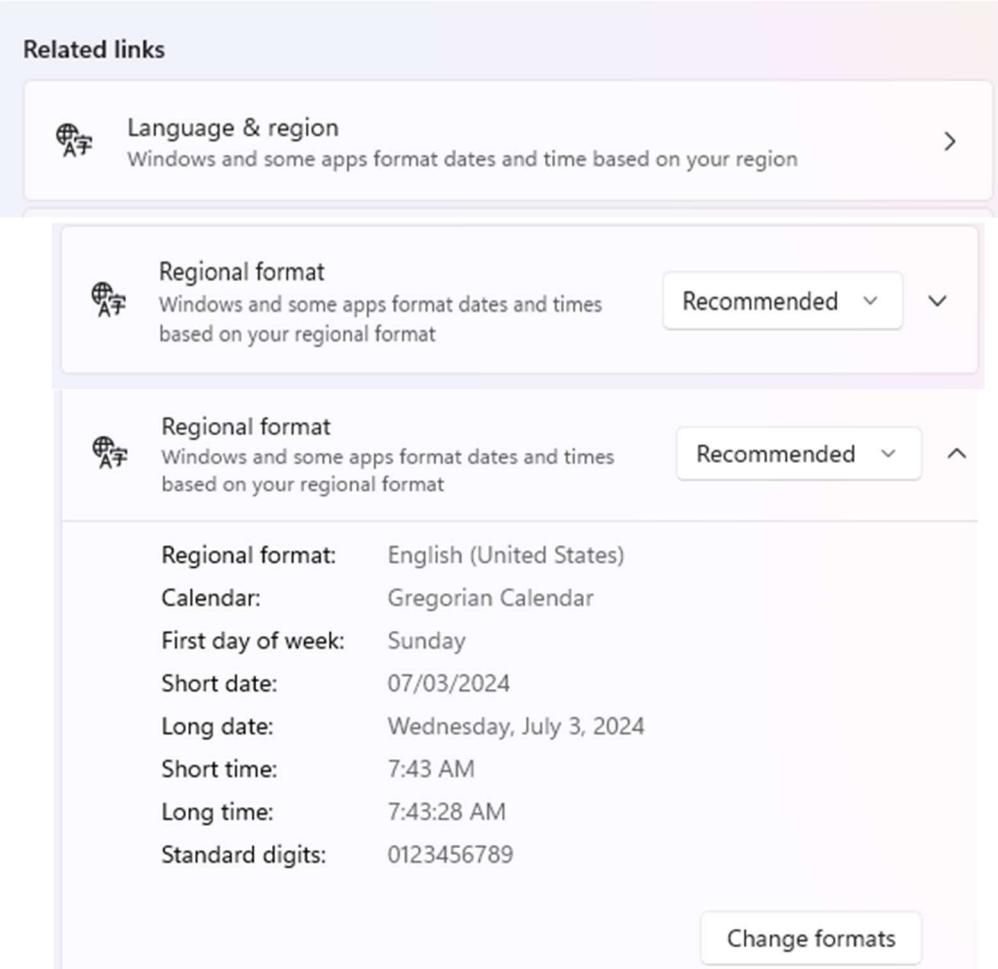 Related links
Language & region
Windows and some apps format dates and time based on your region
Regional format
Windows and some apps format dates and times
based on your regional format
Recommended
Regional format
Windows and some apps format dates and times
based on your regional format
Recommended
Regional format: English (United States)
Calendar: Gregorian Calendar
First day of week: Sunday
Short date: 07/03/2024
Long date: Wednesday, July 3, 2024
Short time: 7:43 AM
Long time: 7:43:28 AM
Standard digits: 0123456789
Change formats